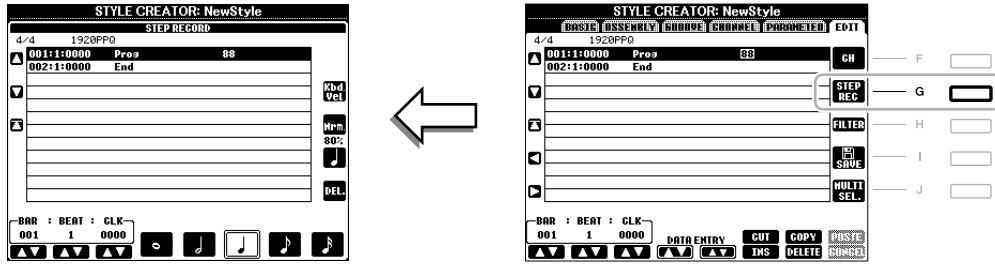 STYLE CREATOR: NewStyle
STEP RECORD
4/4 1920PPQ
001:1:0000 Prog 88
002:1:0000 End
Kbd. Vel
Nrm.
80%
DEL.
BAR : BEAT : CLK
001 1 0000
STYLE CREATOR: NewStyle
BASIC ASSEMBLY GROOVE CHANNEL PARAMETER EDIT
4/4 1920PPQ
001:1:0000 Prog 88
002:1:0000 End
CH F
STEP REC G
FILTER H
SAVE I
MULTI SEL. J
BAR : BEAT : CLK
001 1 0000
DATA ENTRY
CUT COPY PASTE
INS DELETE CANCEL